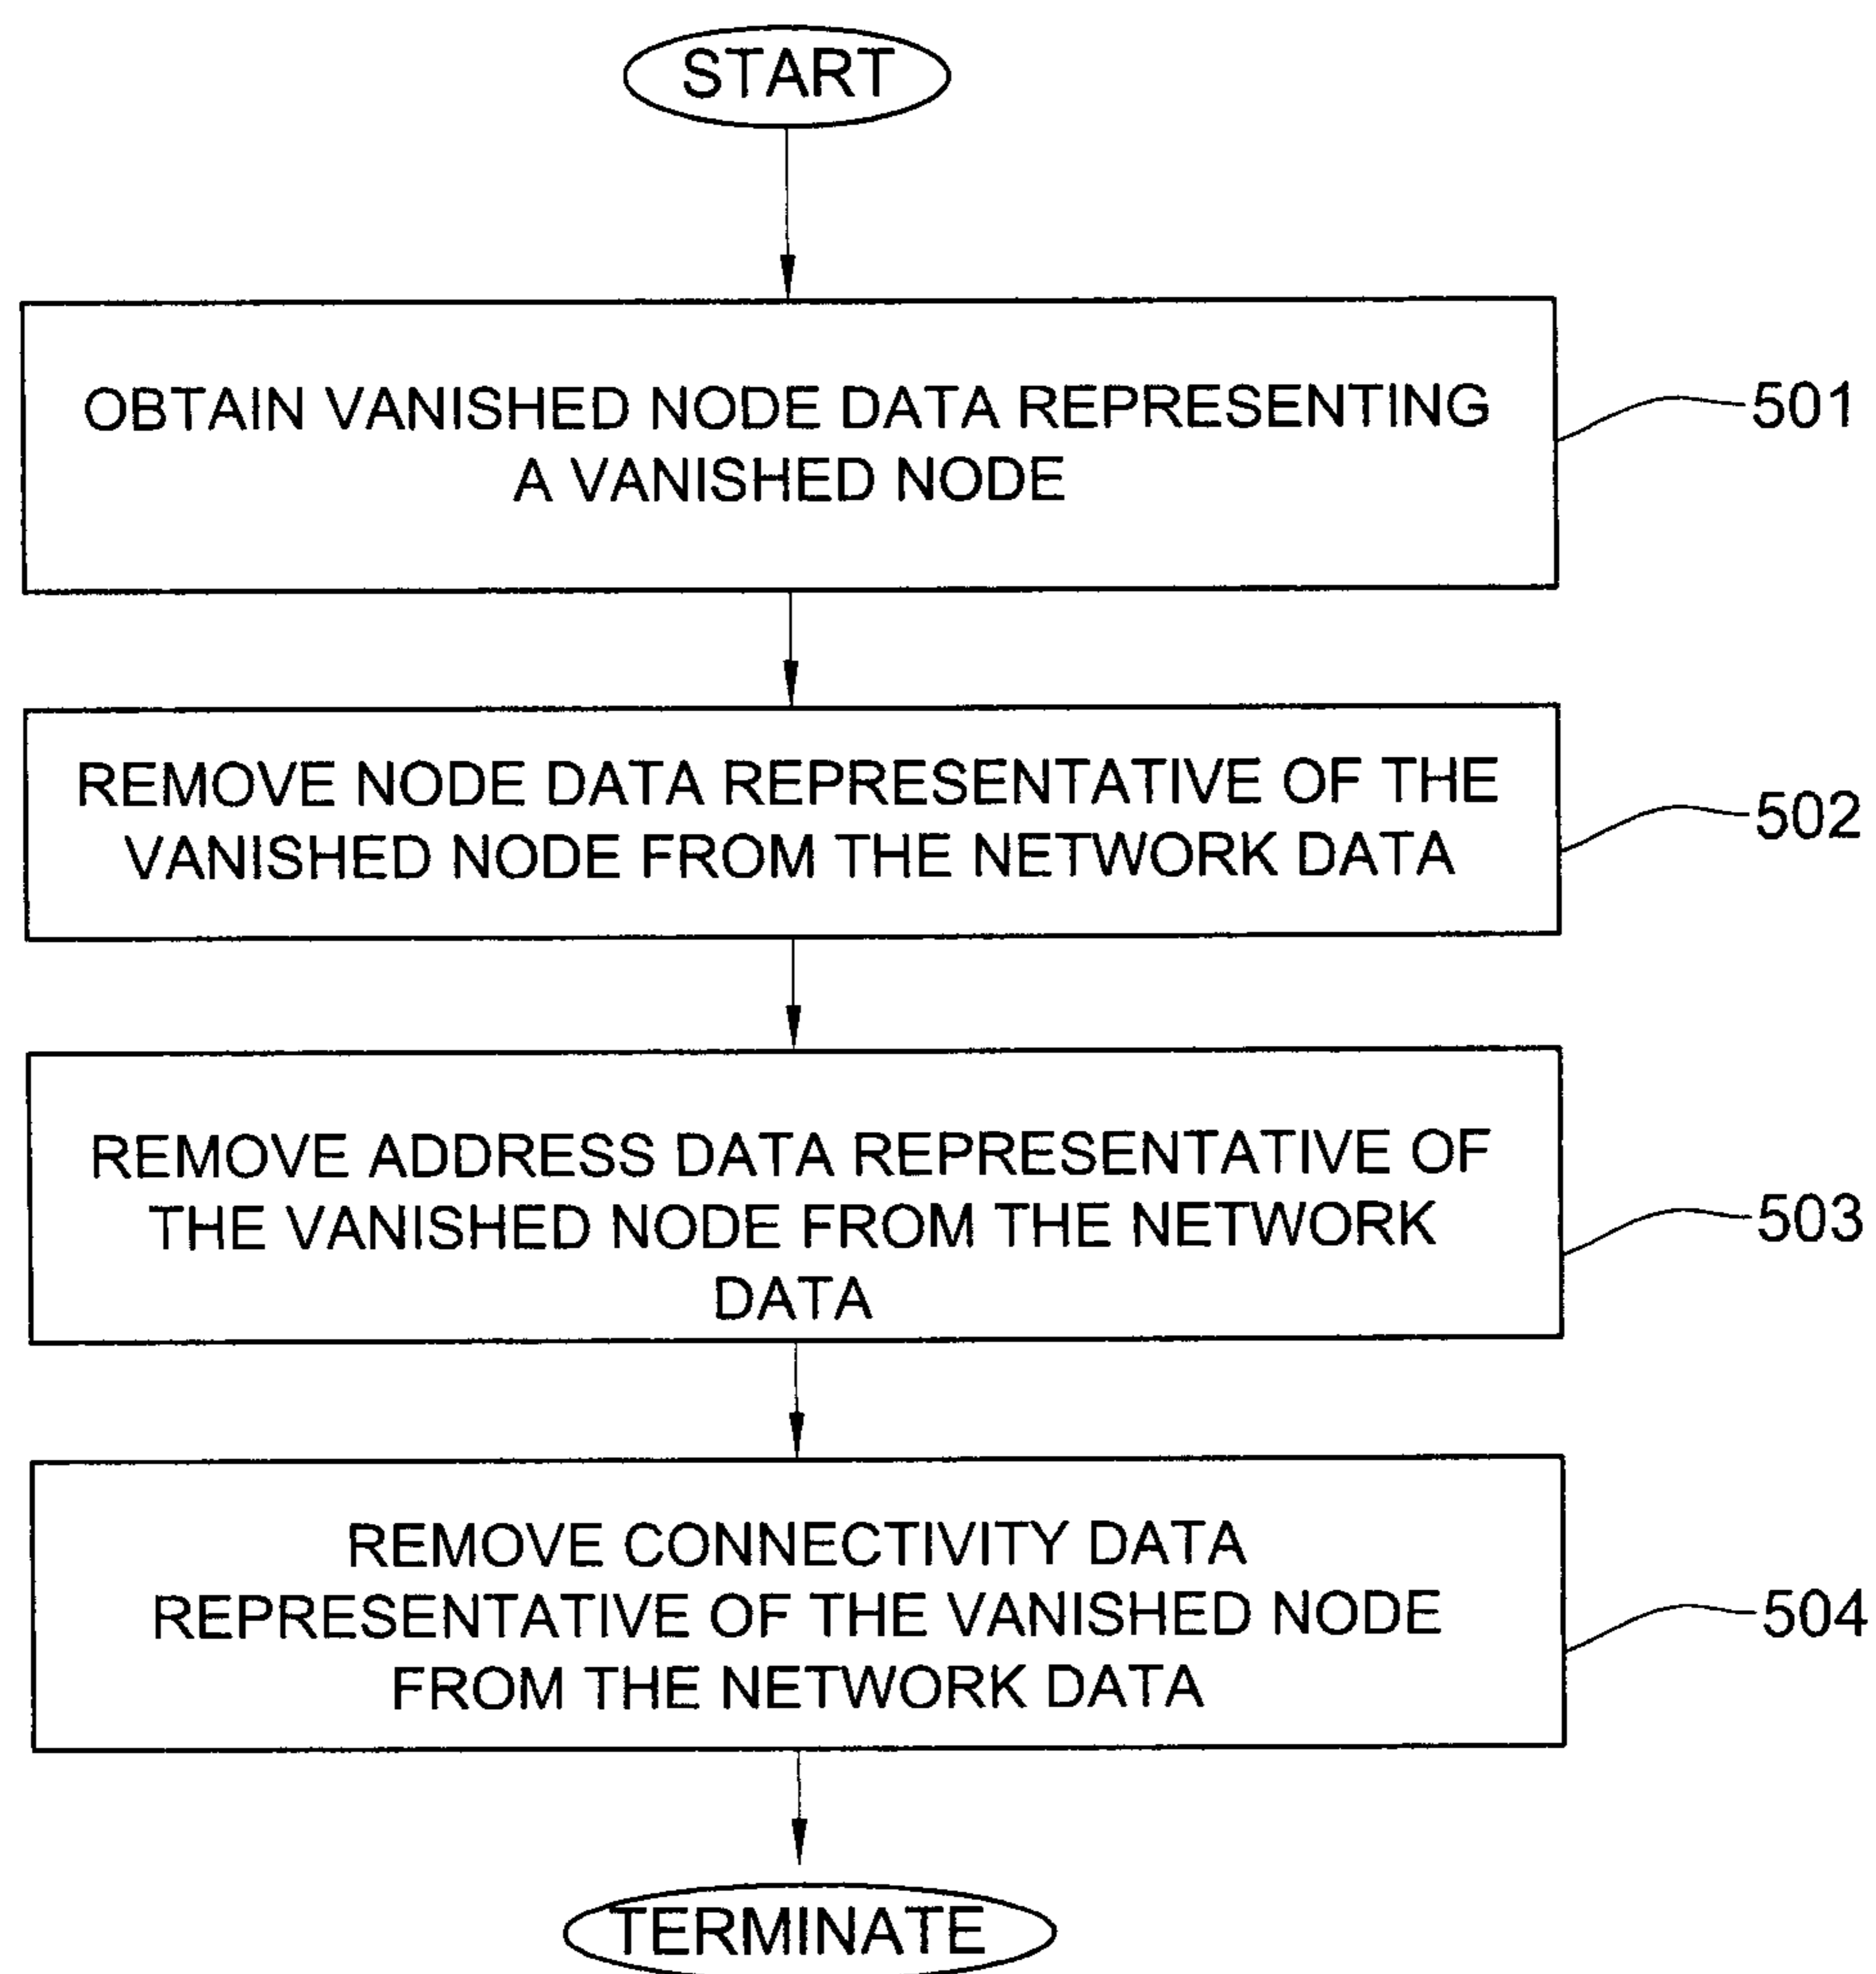 START
OBTAIN VANISHED NODE DATA REPRESENTING
A VANISHED NODE
501
REMOVE NODE DATA REPRESENTATIVE OF THE
VANISHED NODE FROM THE NETWORK DATA
502
REMOVE ADDRESS DATA REPRESENTATIVE OF
THE VANISHED NODE FROM THE NETWORK
DATA
503
REMOVE CONNECTIVITY DATA
REPRESENTATIVE OF THE VANISHED NODE
FROM THE NETWORK DATA
504
TERMINATE